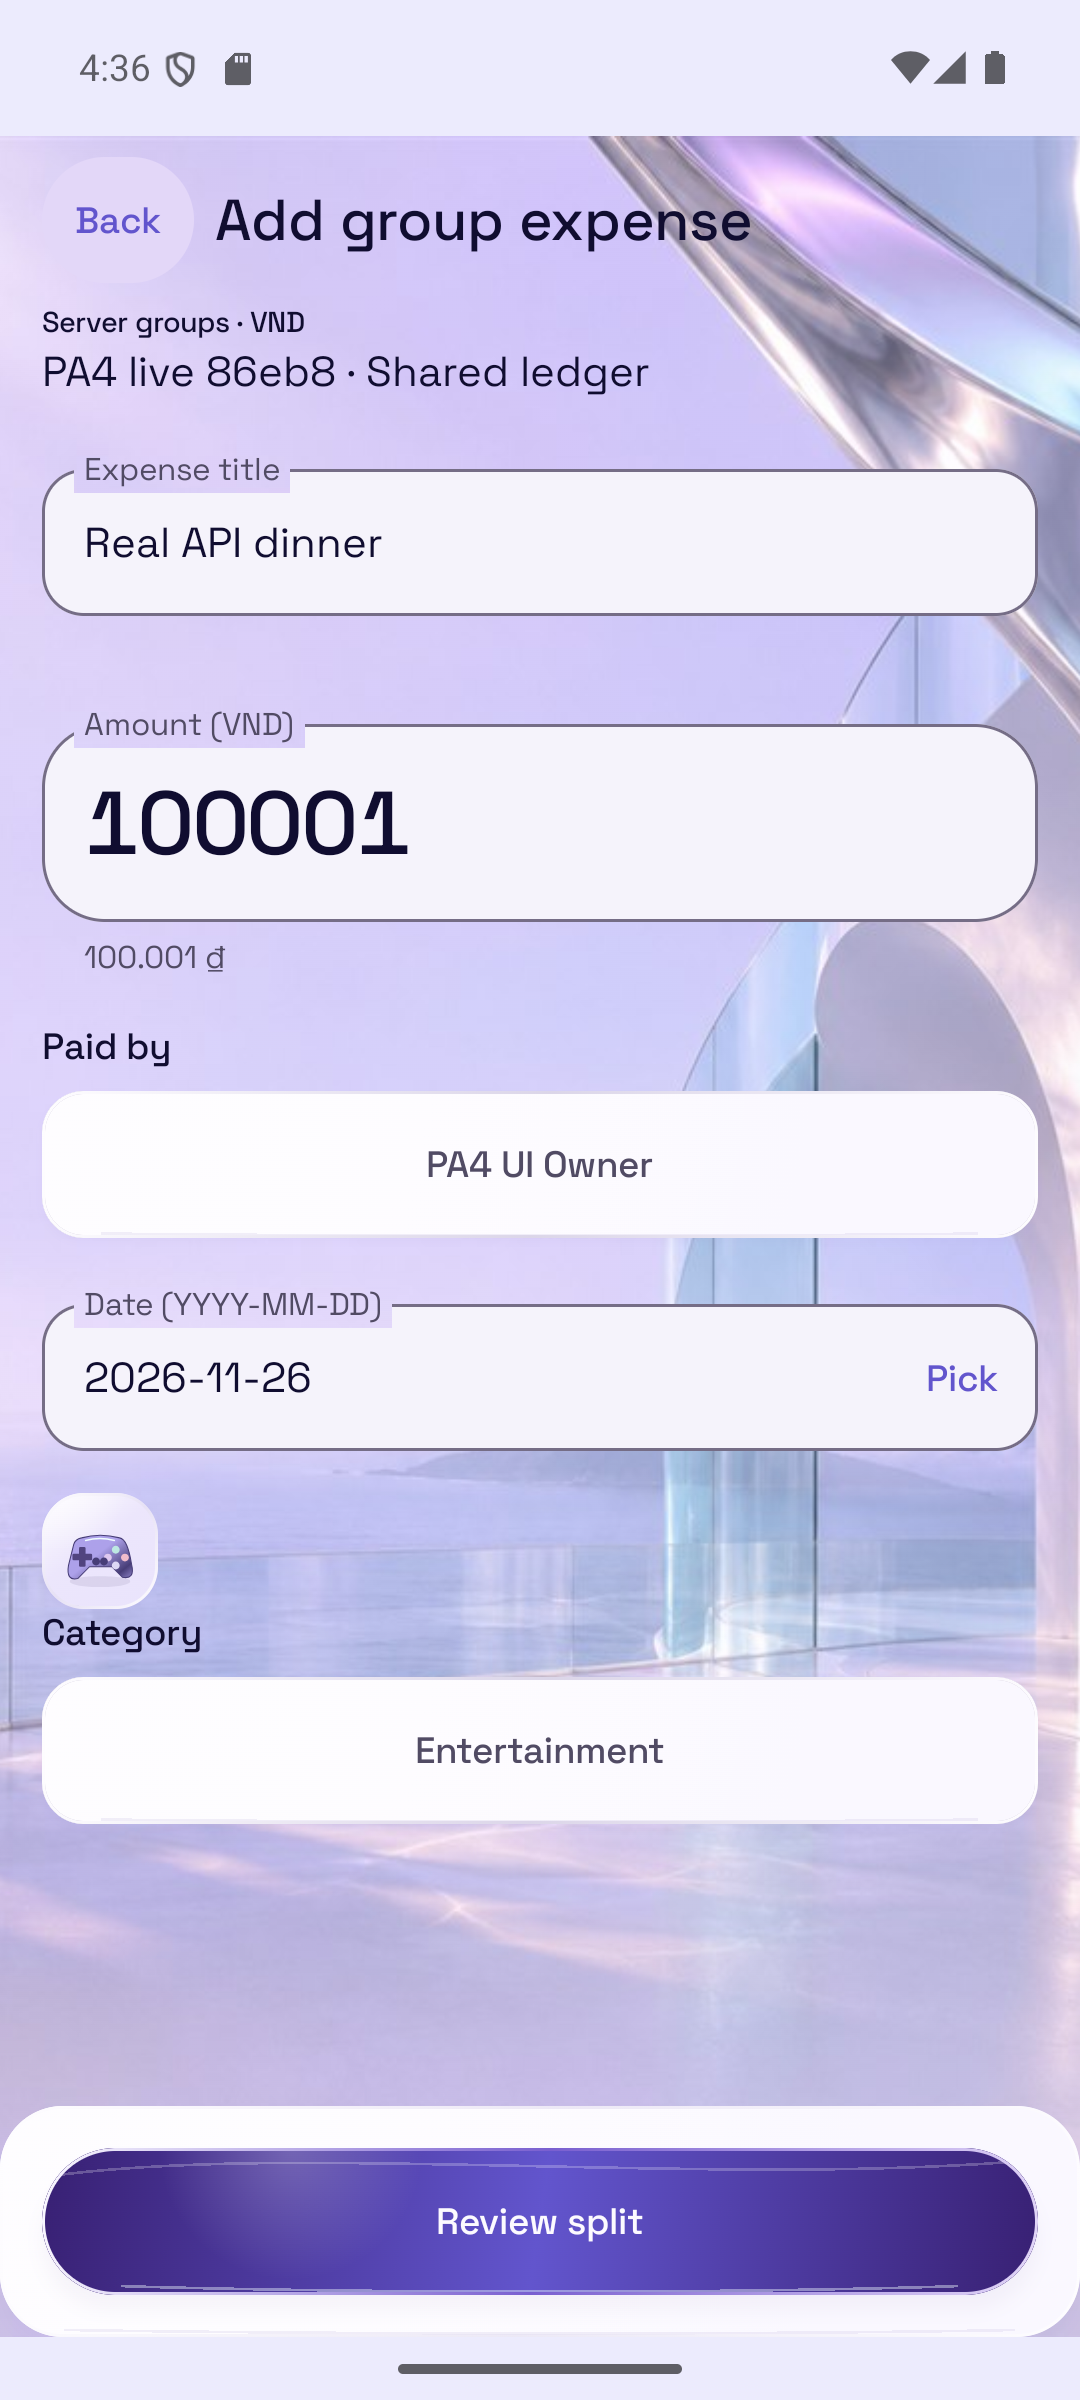 4:36
Back
Add group expense
Server groups · VND
PA4 live 86eb8 · Shared ledger
Expense title
Real API dinner
Amount (VND)
100001
100.001 ₫
Paid by
PA4 UI Owner
Date (YYYY-MM-DD)
2026-11-26
Pick
Category
Entertainment
Review split